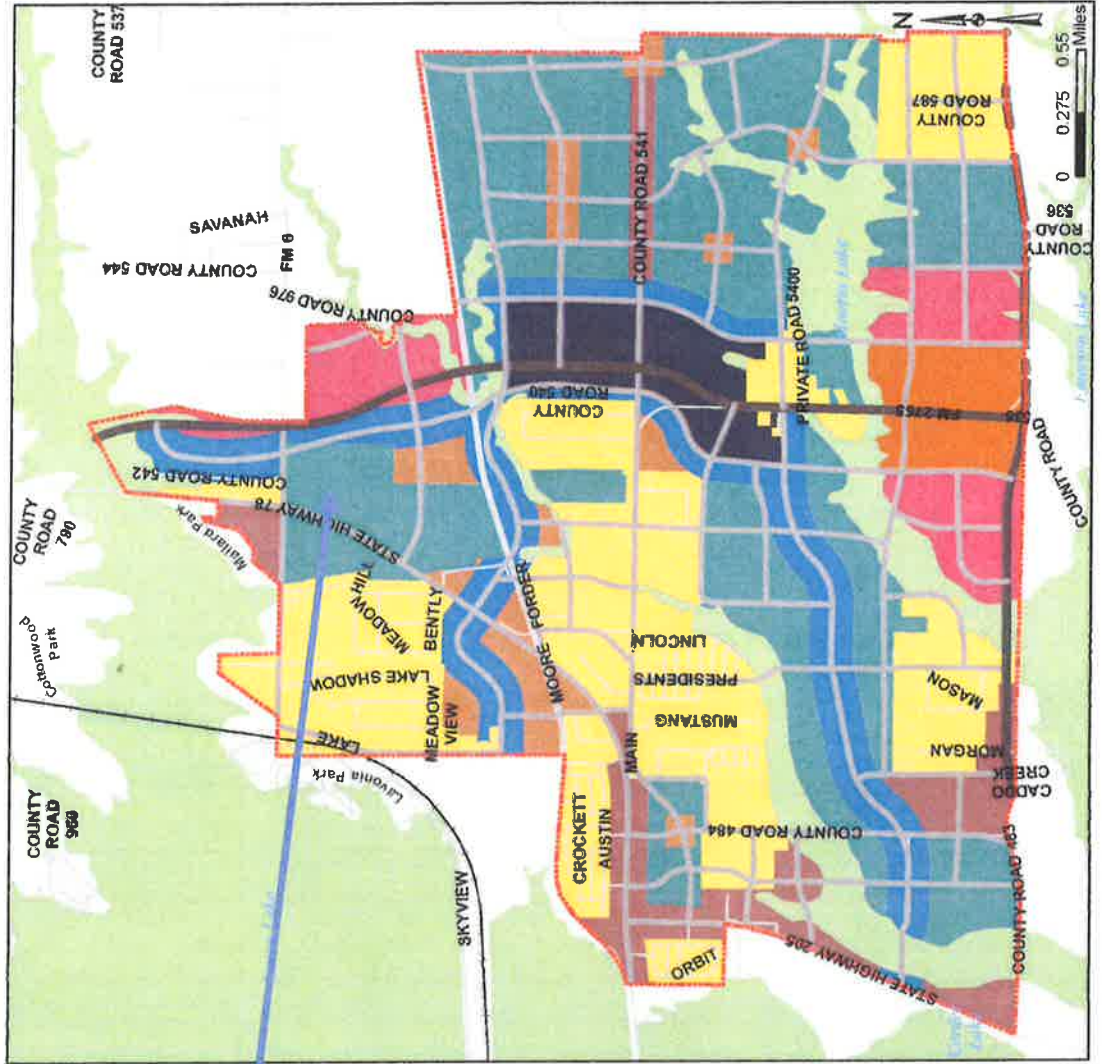 COUNTY
ROAD 537
COUNTY
ROAD
790
Cottonwood
Park
Mallard Park
COUNTY ROAD 542
STATE HIGHWAY 78
SAVANAH
COUNTY ROAD 544
FM 6
COUNTY ROAD 976
COUNTY
ROAD
968
LAKE
Lavonia Park
SKYVIEW
LAKE SHADOW
MEADOW HILL
BENTLY
MEADOW
VIEW
MOORE
FORDER
COUNTY
ROAD 540
COUNTY ROAD 541
CROCKETT
AUSTIN
MAIN
LINCOLN
PRESIDENTS
MUSTANG
COUNTY ROAD 484
ORBIT
STATE HIGHWAY 205
PRIVATE ROAD 5400
FM 2755
MASON
MORGAN
CADDO
CREEK
COUNTY ROAD 483
COUNTY ROAD
538
COUNTY
ROAD
536
COUNTY
ROAD 587
Lake
N
0
0.275
0.55
Miles